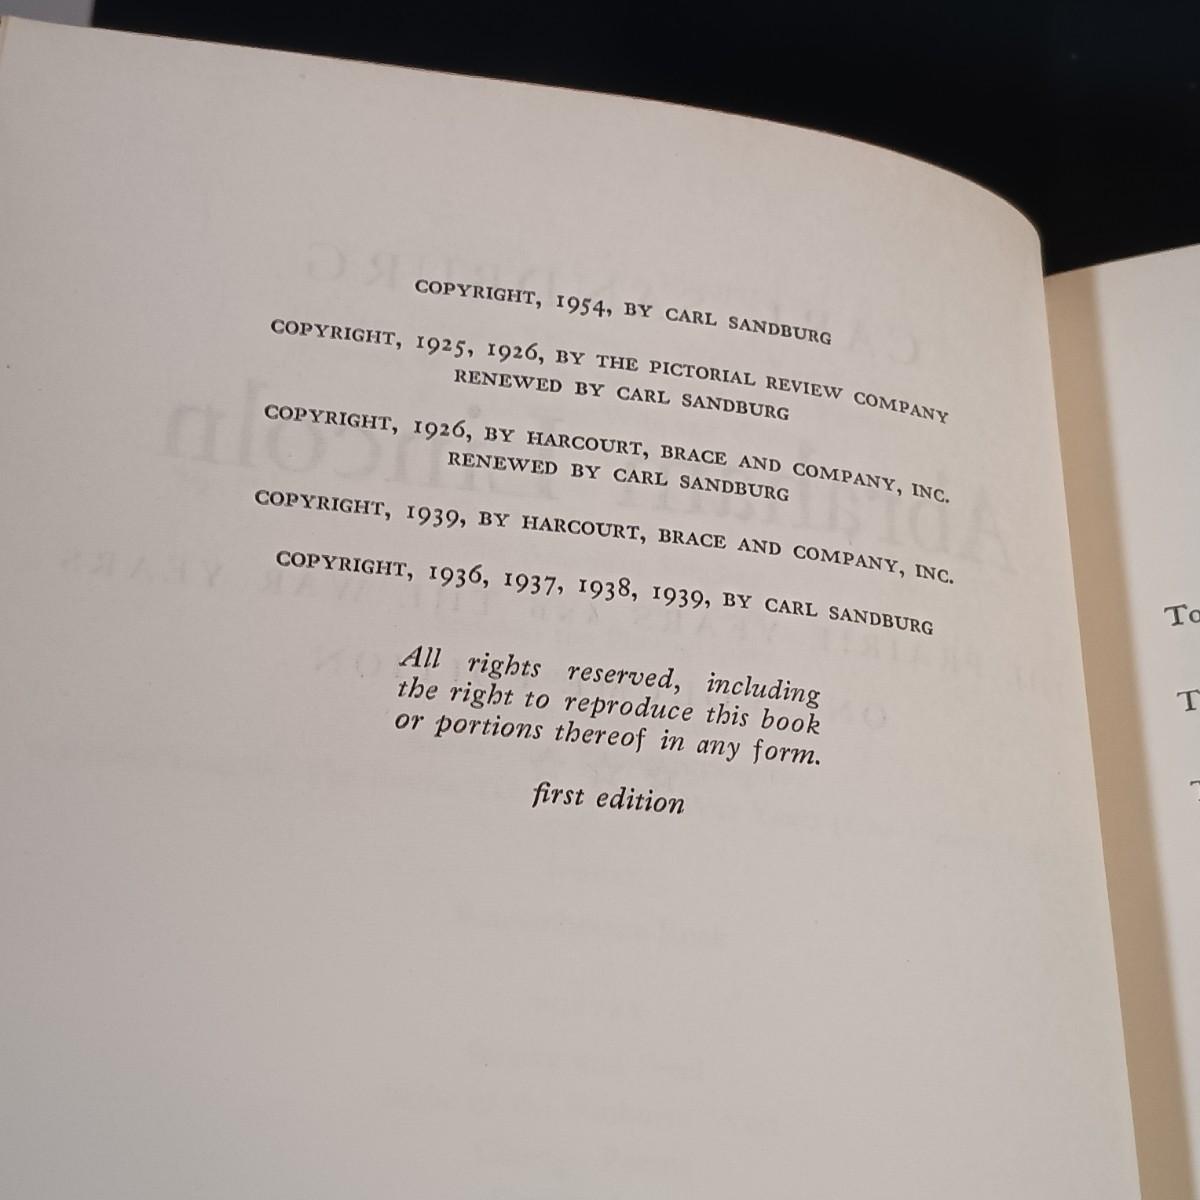 COPYRIGHT, 1954, BY CARL SANDBURG
COPYRIGHT, 1925, 1926, BY THE PICTORIAL REVIEW COMPANY
RENEWED BY CARL SANDBURG
COPYRIGHT, 1926, BY HARCOURT, BRACE AND COMPANY, INC.
RENEWED BY CARL SANDBURG
COPYRIGHT, 1939, BY HARCOURT, BRACE AND COMPANY, INC.
COPYRIGHT, 1936, 1937, 1938, 1939, BY CARL SANDBURG
All rights reserved, including
the right to reproduce this book
or portions thereof in any form.
first edition